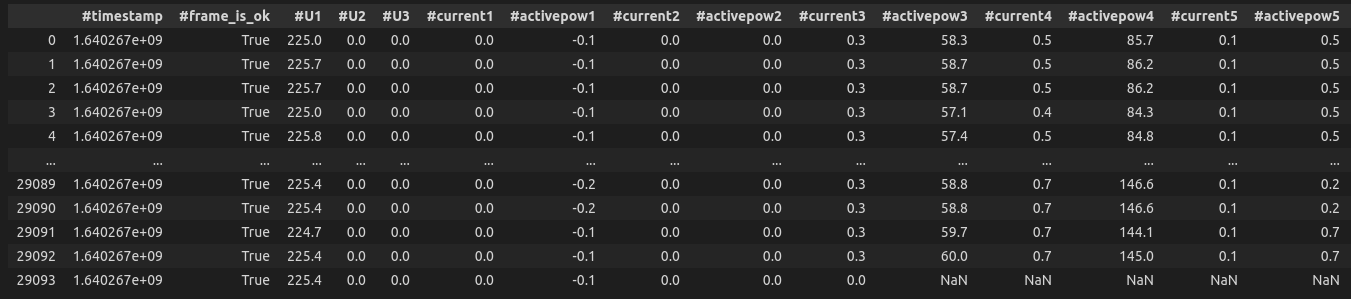 #timestamp #frame_is_ok #U1 #U2 #U3 #current1 #activepow1 #current2 #activepow2 #current3 #activepow3 #current4 #activepow4 #current5 #activepow5
0 1.640267e+09 True 225.0 0.0 0.0 0.0 -0.1 0.0 0.0 0.3 58.3 0.5 85.7 0.1 0.5
1 1.640267e+09 True 225.7 0.0 0.0 0.0 -0.1 0.0 0.0 0.3 58.7 0.5 86.2 0.1 0.5
2 1.640267e+09 True 225.7 0.0 0.0 0.0 -0.1 0.0 0.0 0.3 58.7 0.5 86.2 0.1 0.5
3 1.640267e+09 True 225.0 0.0 0.0 0.0 -0.1 0.0 0.0 0.3 57.1 0.4 84.3 0.1 0.5
4 1.640267e+09 True 225.8 0.0 0.0 0.0 -0.1 0.0 0.0 0.3 57.4 0.5 84.8 0.1 0.5
... ... ... ... ... ... ... ... ... ... ... ... ... ... ... ...
29089 1.640267e+09 True 225.4 0.0 0.0 0.0 -0.2 0.0 0.0 0.3 58.8 0.7 146.6 0.1 0.2
29090 1.640267e+09 True 225.4 0.0 0.0 0.0 -0.2 0.0 0.0 0.3 58.8 0.7 146.6 0.1 0.2
29091 1.640267e+09 True 224.7 0.0 0.0 0.0 -0.1 0.0 0.0 0.3 59.7 0.7 144.1 0.1 0.7
29092 1.640267e+09 True 225.4 0.0 0.0 0.0 -0.1 0.0 0.0 0.3 60.0 0.7 145.0 0.1 0.7
29093 1.640267e+09 True 225.4 0.0 0.0 0.0 -0.1 0.0 0.0 0.0 NaN NaN NaN NaN NaN